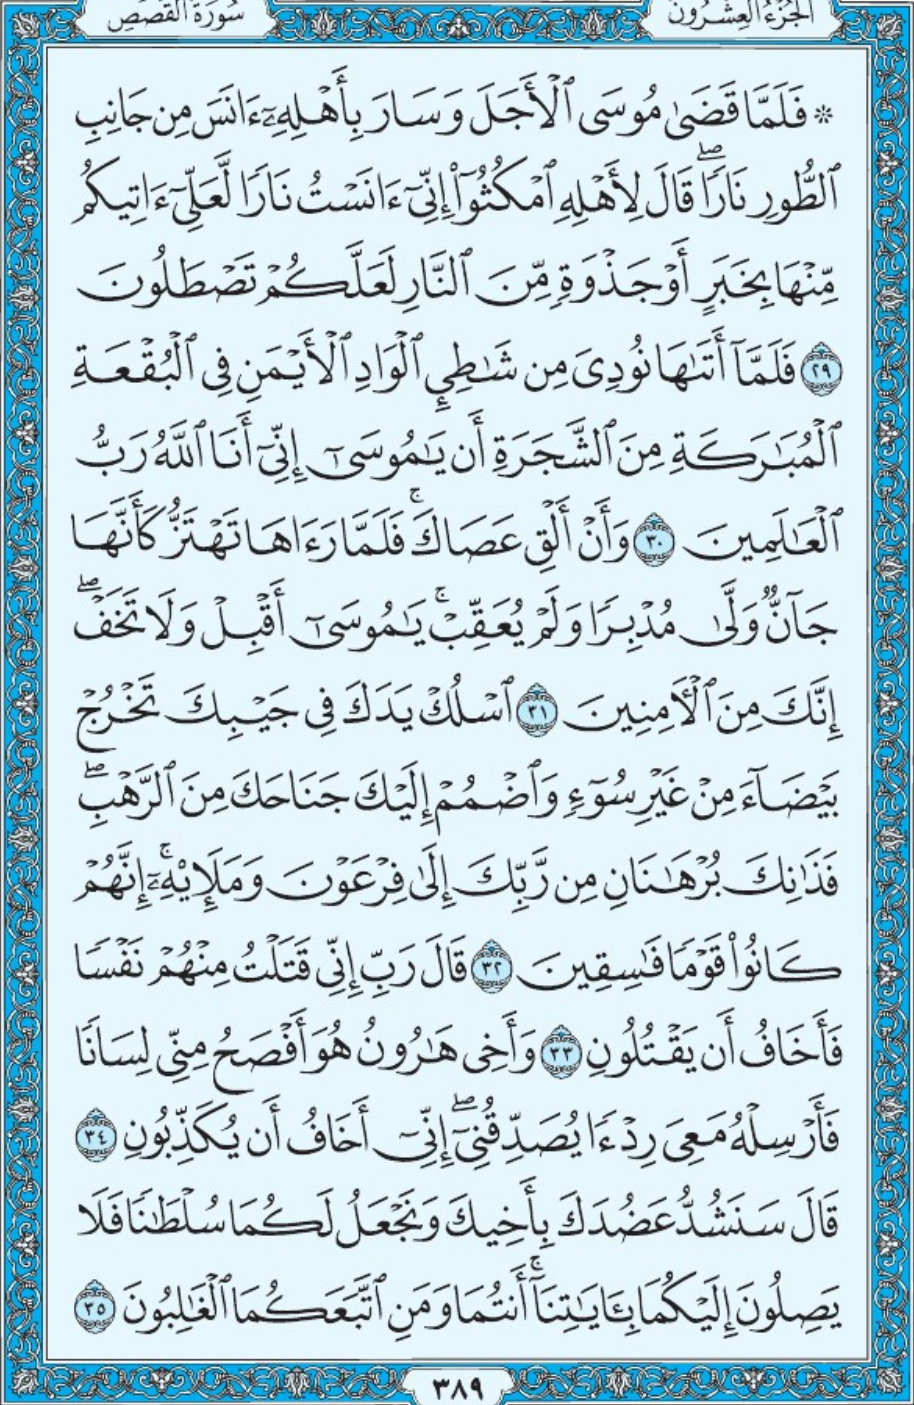 الجُزْءُ العِشْرُونَ
سُورَةُ القَصَصِ
۞ فَلَمَّا قَضَىٰ مُوسَى ٱلۡأَجَلَ وَسَارَ بِأَهۡلِهِۦٓ ءَانَسَ مِن جَانِبِ
ٱلطُّورِ نَارٗاۖ قَالَ لِأَهۡلِهِ ٱمۡكُثُوٓاْ إِنِّيٓ ءَانَسۡتُ نَارٗا لَّعَلِّيٓ ءَاتِيكُم
مِّنۡهَا بِخَبَرٍ أَوۡ جَذۡوَةٖ مِّنَ ٱلنَّارِ لَعَلَّكُمۡ تَصۡطَلُونَ
٢٩ فَلَمَّآ أَتَىٰهَا نُودِيَ مِن شَٰطِيِٕ ٱلۡوَادِ ٱلۡأَيۡمَنِ فِي ٱلۡبُقۡعَةِ
ٱلۡمُبَٰرَكَةِ مِنَ ٱلشَّجَرَةِ أَن يَٰمُوسَىٰٓ إِنِّيٓ أَنَا ٱللَّهُ رَبُّ
ٱلۡعَٰلَمِينَ ٣٠ وَأَنۡ أَلۡقِ عَصَاكَۚ فَلَمَّا رَءَاهَا تَهۡتَزُّ كَأَنَّهَا
جَآنّٞ وَلَّىٰ مُدۡبِرٗا وَلَمۡ يُعَقِّبۡۚ يَٰمُوسَىٰٓ أَقۡبِلۡ وَلَا تَخَفۡۖ
إِنَّكَ مِنَ ٱلۡأٓمِنِينَ ٣١ ٱسۡلُكۡ يَدَكَ فِي جَيۡبِكَ تَخۡرُجۡ
بَيۡضَآءَ مِنۡ غَيۡرِ سُوٓءٖ وَٱضۡمُمۡ إِلَيۡكَ جَنَاحَكَ مِنَ ٱلرَّهۡبِۖ
فَذَٰنِكَ بُرۡهَٰنَانِ مِن رَّبِّكَ إِلَىٰ فِرۡعَوۡنَ وَمَلَإِيْهِۦٓۚ إِنَّهُمۡ
كَانُواْ قَوۡمٗا فَٰسِقِينَ ٣٢ قَالَ رَبِّ إِنِّي قَتَلۡتُ مِنۡهُمۡ نَفۡسٗا
فَأَخَافُ أَن يَقۡتُلُونِ ٣٣ وَأَخِي هَٰرُونُ هُوَ أَفۡصَحُ مِنِّي لِسَانٗا
فَأَرۡسِلۡهُ مَعِيَ رِدۡءٗا يُصَدِّقُنِيٓۖ إِنِّيٓ أَخَافُ أَن يُكَذِّبُونِ ٣٤
قَالَ سَنَشُدُّ عَضُدَكَ بِأَخِيكَ وَنَجۡعَلُ لَكُمَا سُلۡطَٰنٗا فَلَا
يَصِلُونَ إِلَيۡكُمَا بِـَٔايَٰتِنَآۚ أَنتُمَا وَمَنِ ٱتَّبَعَكُمَا ٱلۡغَٰلِبُونَ ٣٥
٣٨٩